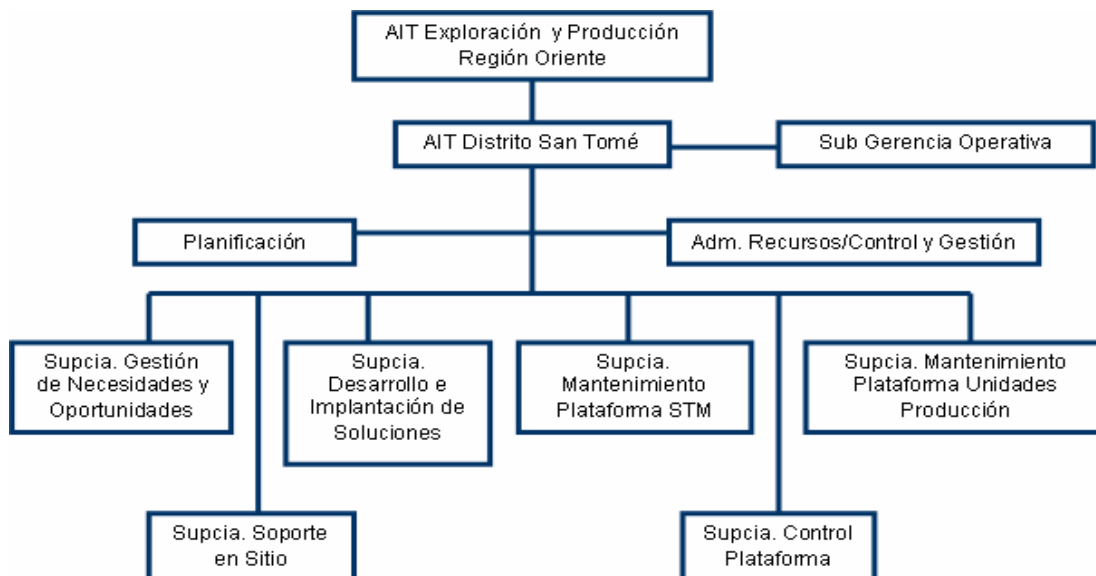 AIT Exploración y Producción
Región Oriente
AIT Distrito San Tomé
Sub Gerencia Operativa
Planificación
Adm. Recursos/Control y Gestión
Supcia. Gestión
de Necesidades y
Oportunidades
Supcia.
Desarrollo e
Implantación de
Soluciones
Supcia.
Mantenimiento
Plataforma STM
Supcia. Mantenimiento
Plataforma Unidades
Producción
Supcia. Soporte
en Sitio
Supcia. Control
Plataforma